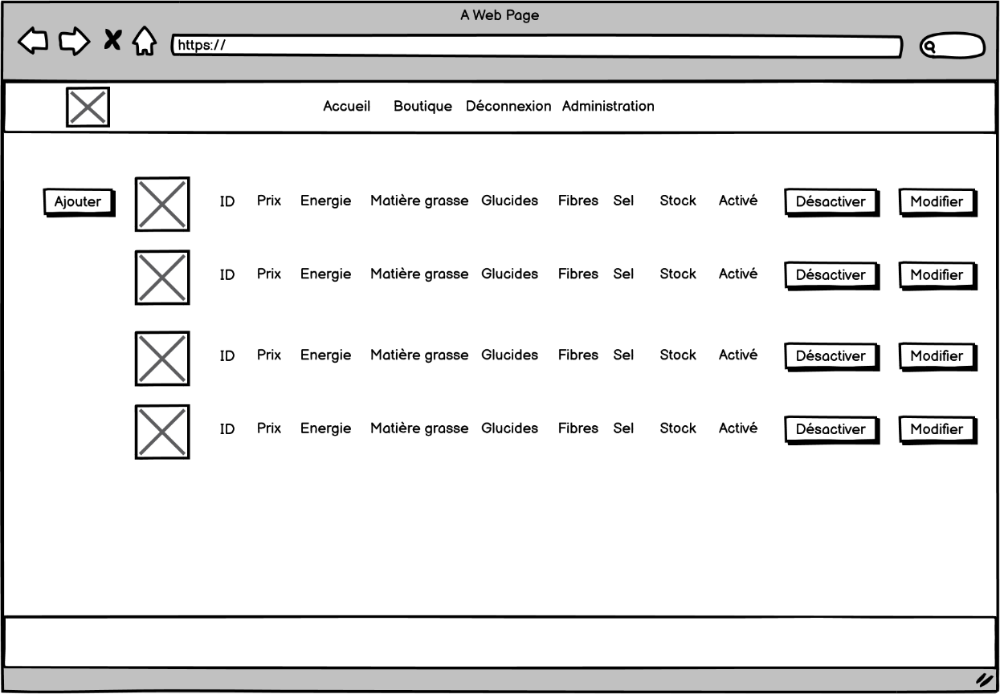 A Web Page
https://
Accueil Boutique Déconnexion Administration
Ajouter ID Prix Energie Matière grasse Glucides Fibres Sel Stock Activé Désactiver Modifier
ID Prix Energie Matière grasse Glucides Fibres Sel Stock Activé Désactiver Modifier
ID Prix Energie Matière grasse Glucides Fibres Sel Stock Activé Désactiver Modifier
ID Prix Energie Matière grasse Glucides Fibres Sel Stock Activé Désactiver Modifier